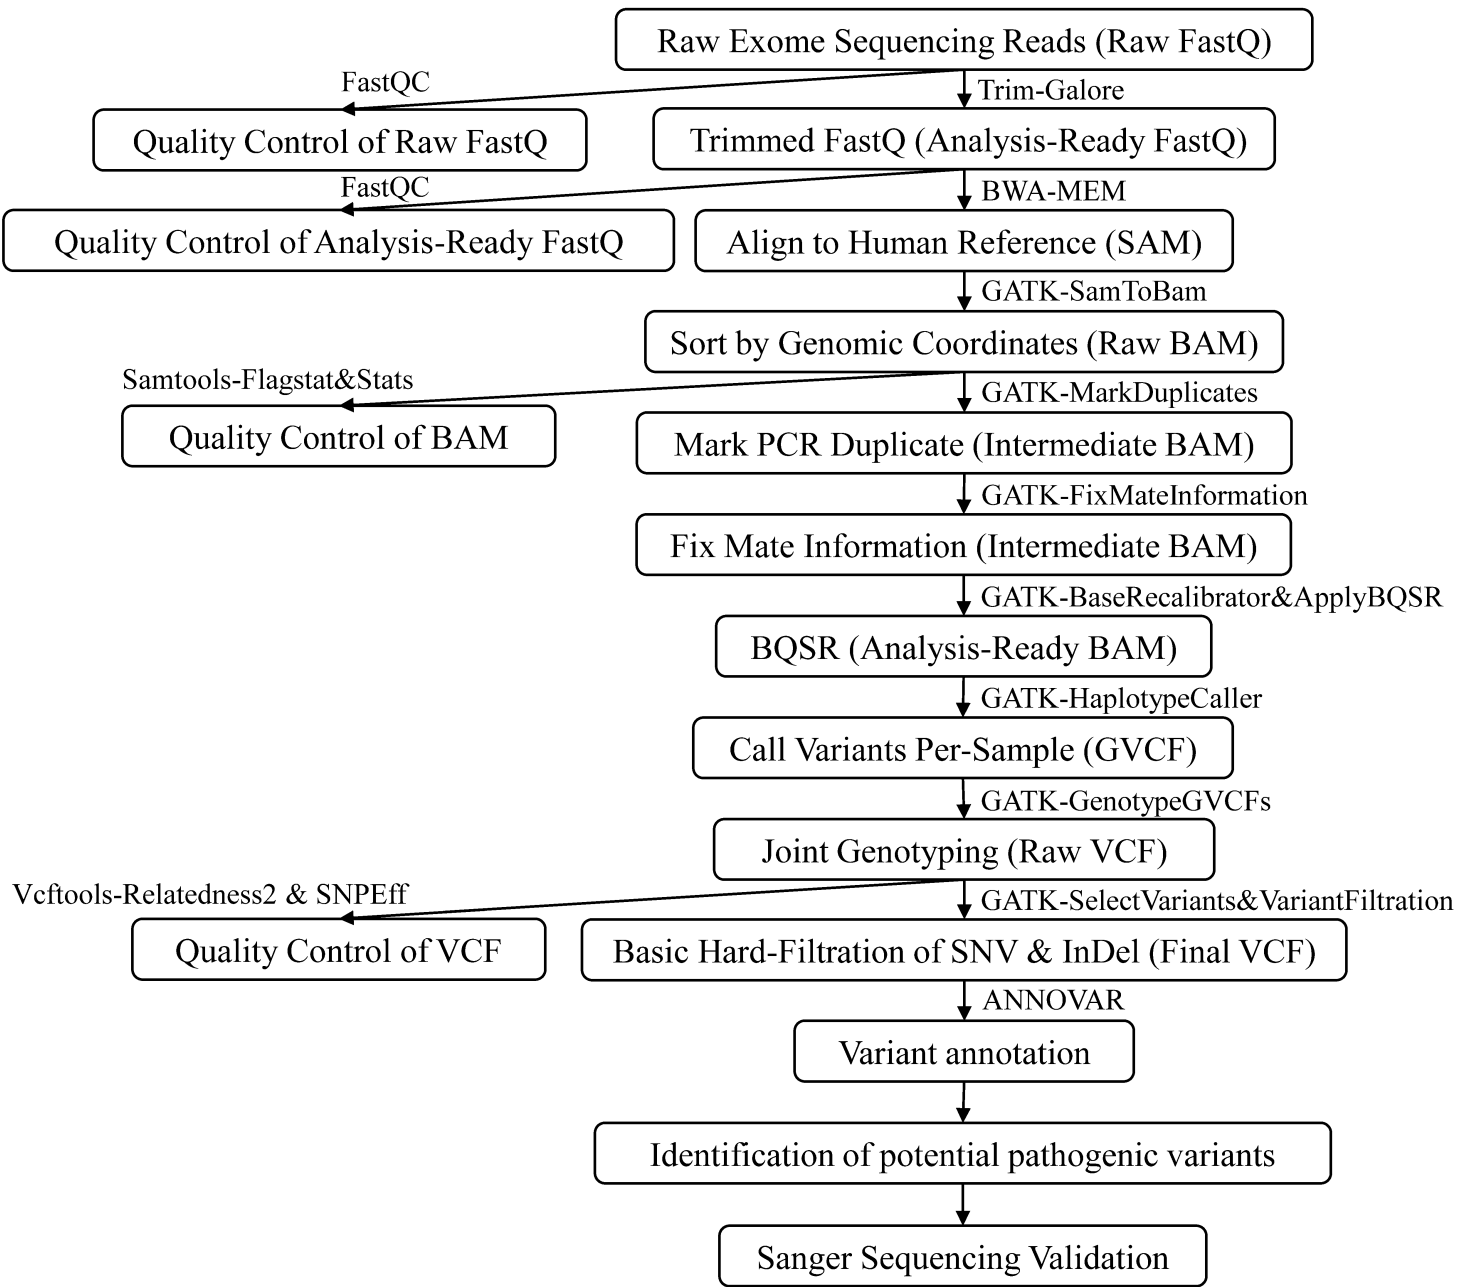 Raw Exome Sequencing Reads (Raw FastQ)
FastQC
Trim-Galore
Quality Control of Raw FastQ
Trimmed FastQ (Analysis-Ready FastQ)
FastQC
BWA-MEM
Quality Control of Analysis-Ready FastQ
Align to Human Reference (SAM)
GATK-SamToBam
Sort by Genomic Coordinates (Raw BAM)
Samtools-Flagstat&Stats
GATK-MarkDuplicates
Quality Control of BAM
Mark PCR Duplicate (Intermediate BAM)
GATK-FixMateInformation
Fix Mate Information (Intermediate BAM)
GATK-BaseRecalibrator&ApplyBQSR
BQSR (Analysis-Ready BAM)
GATK-HaplotypeCaller
Call Variants Per-Sample (GVCF)
GATK-GenotypeGVCFs
Joint Genotyping (Raw VCF)
Vcftools-Relatedness2 & SNPEff
GATK-SelectVariants&VariantFiltration
Quality Control of VCF
Basic Hard-Filtration of SNV & InDel (Final VCF)
ANNOVAR
Variant annotation
Identification of potential pathogenic variants
Sanger Sequencing Validation